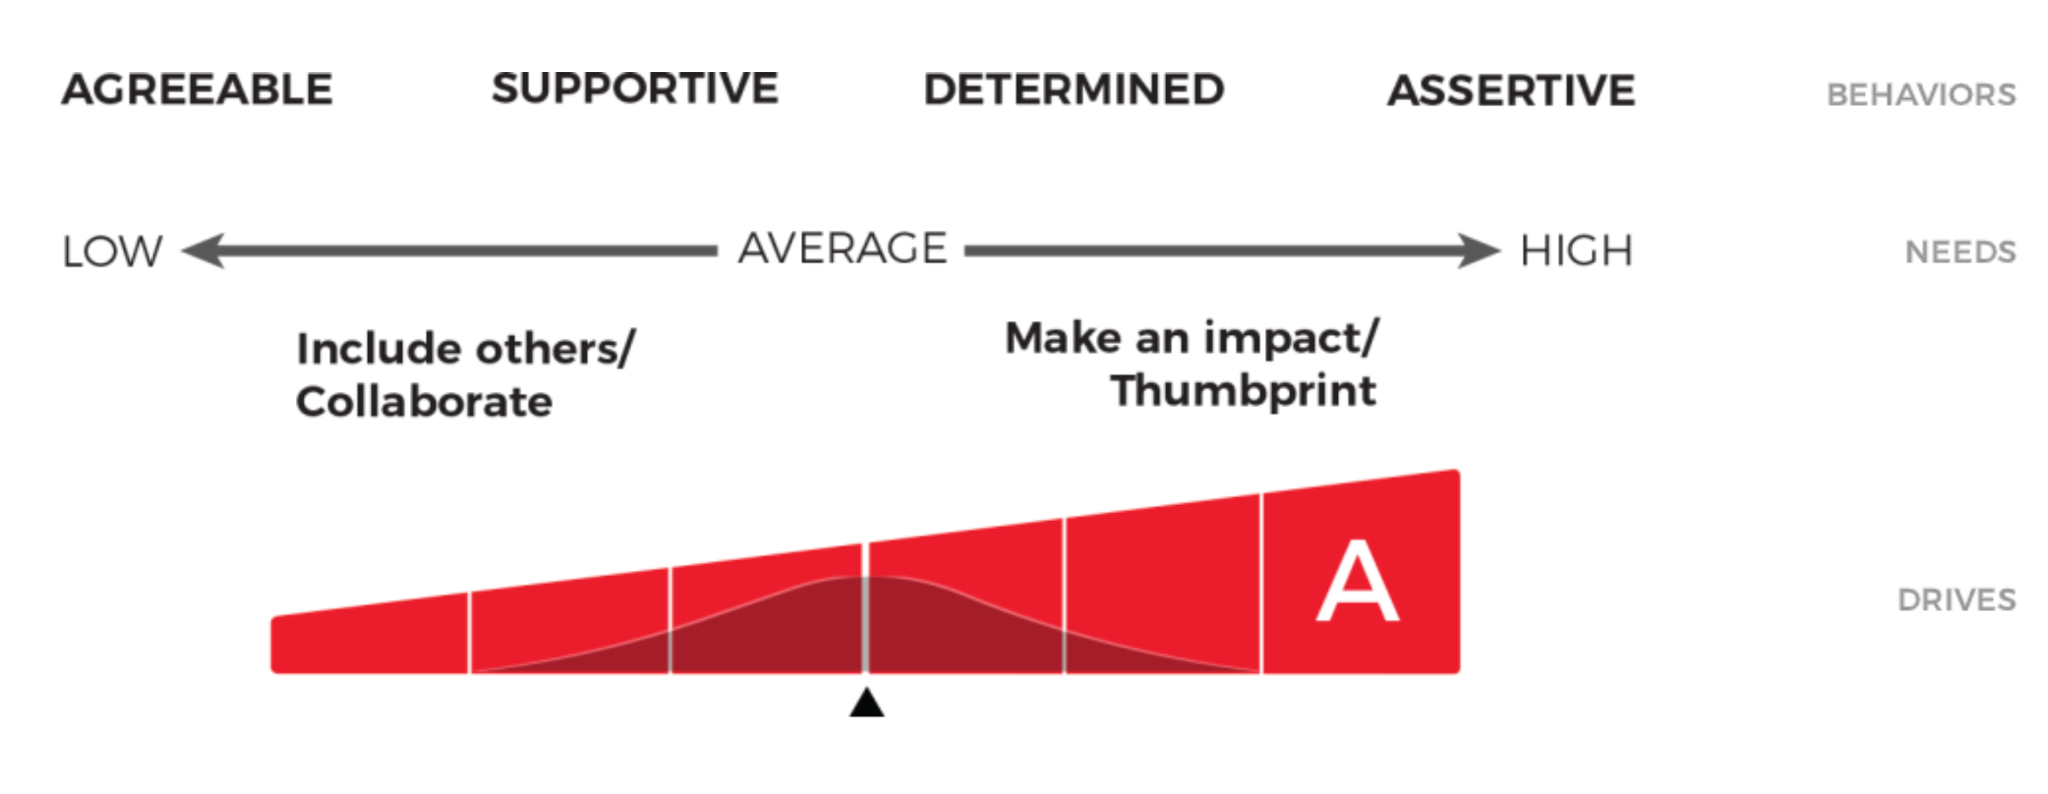 AGREEABLE SUPPORTIVE DETERMINED ASSERTIVE BEHAVIORS
LOW AVERAGE HIGH NEEDS
Include others/
Collaborate
Make an impact/
Thumbprint
A
DRIVES